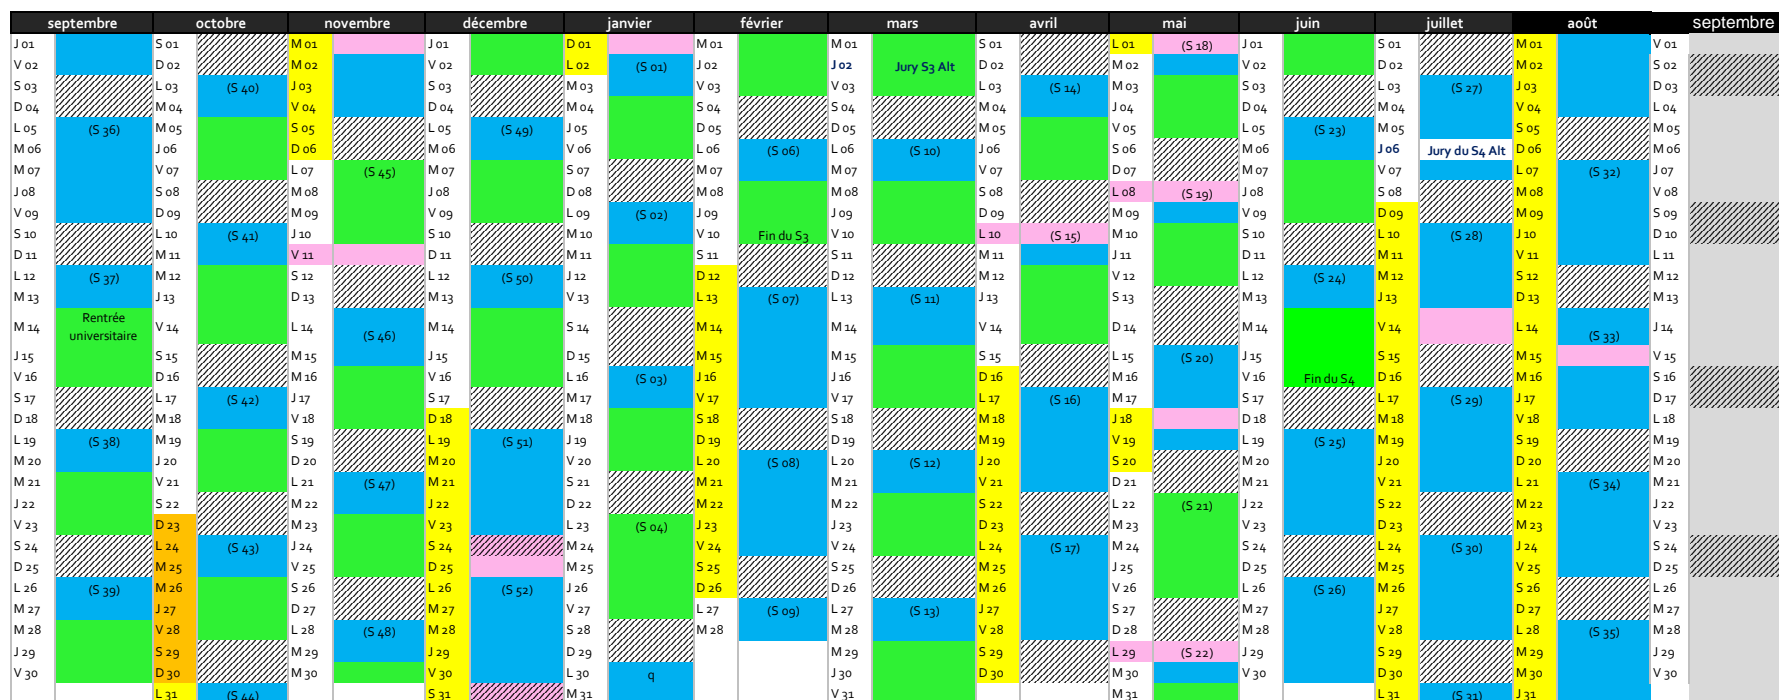 septembre octobre novembre décembre janvier février mars avril mai juin juillet août septembre
J 01 S 01 M 01 J 01 D 01 M 01 M 01 S 01 L 01 (S 18) J 01 S 01 M 01 V 01
V 02 D 02 M 02 V 02 L 02 (S 01) J 02 J 02 Jury S3 Alt D 02 M 02 V 02 D 02 M 02 S 02
S 03 L 03 (S 40) J 03 S 03 M 03 V 03 V 03 L 03 (S 14) M 03 S 03 L 03 (S 27) J 03 D 03
D 04 M 04 V 04 D 04 M 04 S 04 S 04 M 04 J 04 D 04 M 04 V 04 L 04
L 05 (S 36) M 05 S 05 L 05 (S 49) J 05 D 05 D 05 M 05 V 05 L 05 (S 23) M 05 S 05 M 05
M 06 J 06 D 06 M 06 V 06 L 06 (S 06) L 06 (S 10) J 06 S 06 M 06 J 06 Jury du S4 Alt D 06 M 06
M 07 V 07 L 07 (S 45) M 07 S 07 M 07 M 07 V 07 D 07 M 07 V 07 L 07 (S 32) J 07
J 08 S 08 M 08 J 08 D 08 M 08 M 08 S 08 L 08 (S 19) J 08 S 08 M 08 V 08
V 09 D 09 M 09 V 09 L 09 (S 02) J 09 J 09 D 09 M 09 V 09 D 09 M 09 S 09
S 10 L 10 (S 41) J 10 S 10 M 10 V 10 Fin du S3 V 10 L 10 (S 15) M 10 S 10 L 10 (S 28) J 10 D 10
D 11 M 11 V 11 D 11 M 11 S 11 S 11 M 11 J 11 D 11 M 11 V 11 L 11
L 12 (S 37) M 12 S 12 L 12 (S 50) J 12 D 12 D 12 M 12 V 12 L 12 (S 24) M 12 S 12 M 12
M 13 J 13 D 13 M 13 V 13 L 13 (S 07) L 13 (S 11) J 13 S 13 M 13 J 13 D 13 M 13
M 14 Rentrée universitaire V 14 L 14 (S 46) M 14 S 14 M 14 M 14 V 14 D 14 M 14 V 14 L 14 (S 33) J 14
J 15 S 15 M 15 J 15 D 15 M 15 M 15 S 15 L 15 (S 20) J 15 S 15 M 15 V 15
V 16 D 16 M 16 V 16 L 16 (S 03) J 16 J 16 D 16 M 16 V 16 Fin du S4 D 16 M 16 S 16
S 17 L 17 (S 42) J 17 S 17 M 17 V 17 V 17 L 17 (S 16) M 17 S 17 L 17 (S 29) J 17 D 17
D 18 M 18 V 18 D 18 M 18 S 18 S 18 M 18 J 18 D 18 M 18 V 18 L 18
L 19 (S 38) M 19 S 19 L 19 (S 51) J 19 D 19 D 19 M 19 V 19 L 19 (S 25) M 19 S 19 M 19
M 20 J 20 D 20 M 20 V 20 L 20 (S 08) L 20 (S 12) J 20 S 20 M 20 J 20 D 20 M 20
M 21 V 21 L 21 (S 47) M 21 S 21 M 21 M 21 V 21 D 21 M 21 V 21 L 21 (S 34) J 21
J 22 S 22 M 22 J 22 D 22 M 22 M 22 S 22 L 22 (S 21) J 22 S 22 M 22 V 22
V 23 D 23 M 23 V 23 L 23 (S 04) J 23 J 23 D 23 M 23 V 23 D 23 M 23 S 23
S 24 L 24 (S 43) J 24 S 24 M 24 V 24 V 24 L 24 (S 17) M 24 S 24 L 24 (S 30) J 24 D 24
D 25 M 25 V 25 D 25 M 25 S 25 S 25 M 25 J 25 D 25 M 25 V 25 L 25
L 26 (S 39) M 26 S 26 L 26 (S 52) J 26 D 26 D 26 M 26 V 26 L 26 (S 26) M 26 S 26 M 26
M 27 J 27 D 27 M 27 V 27 L 27 (S 09) L 27 (S 13) J 27 S 27 M 27 J 27 D 27 M 27
M 28 V 28 L 28 (S 48) M 28 S 28 M 28 M 28 V 28 D 28 M 28 V 28 L 28 (S 35) J 28
J 29 S 29 M 29 J 29 D 29 M 29 S 29 L 29 (S 22) J 29 S 29 M 29 V 29
V 30 D 30 M 30 V 30 L 30 q J 30 D 30 M 30 V 30 D 30 M 30 S 30
L 31 (S 44) S 31 M 31 V 31 M 31 L 31 (S 31) J 31